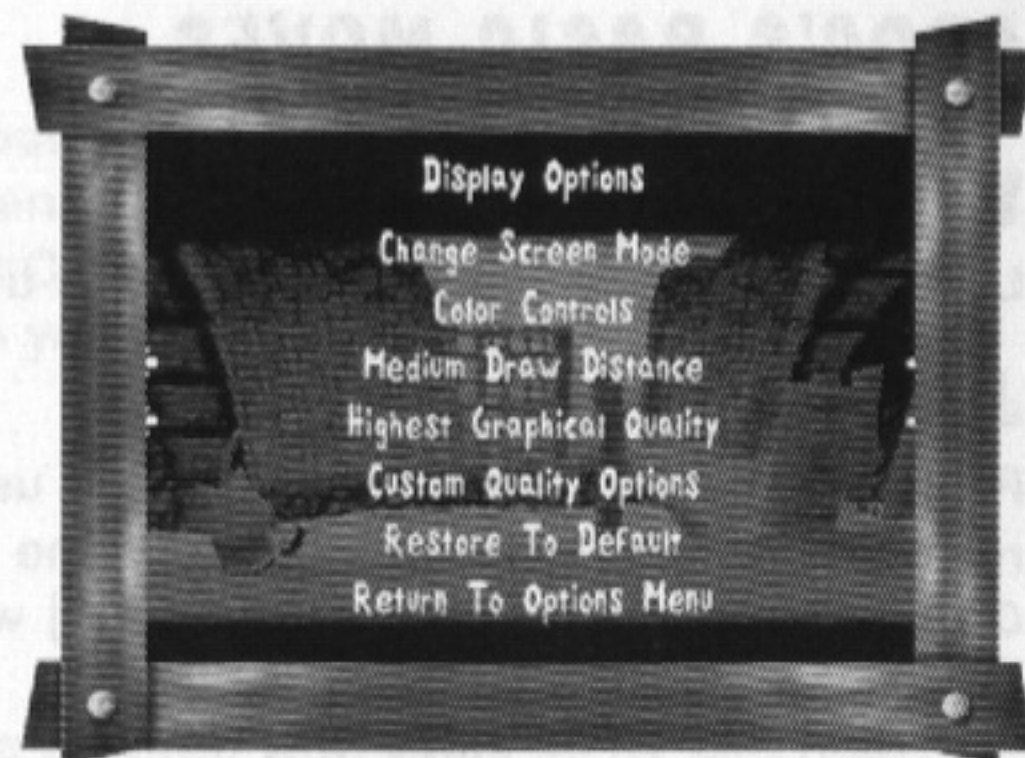 Display Options
Change Screen Mode
Color Controls
Medium Draw Distance
Highest Graphical Quality
Custom Quality Options
Restore To Default
Return To Options Menu